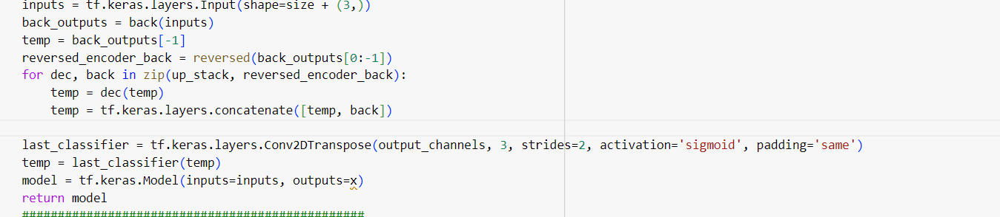 inputs = tf.keras.layers.Input(shape=size + (3,))
back_outputs = back(inputs)
temp = back_outputs[-1]
reversed_encoder_back = reversed(back_outputs[0:-1])
for dec, back in zip(up_stack, reversed_encoder_back):
    temp = dec(temp)
    temp = tf.keras.layers.concatenate([temp, back])
last_classifier = tf.keras.layers.Conv2DTranspose(output_channels, 3, strides=2, activation='sigmoid', padding='same')
temp = last_classifier(temp)
model = tf.keras.Model(inputs=inputs, outputs=x)
return model
################################################